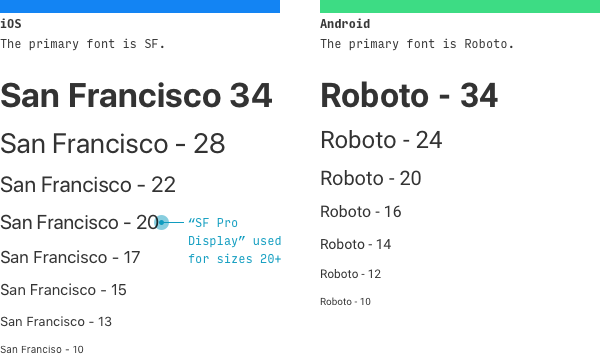 iOS
The primary font is SF.
San Francisco 34
San Francisco - 28
San Francisco - 22
San Francisco - 20
“SF Pro
Display” used
for sizes 20+
San Francisco - 17
San Francisco - 15
San Francisco - 13
San Franciso - 10
Android
The primary font is Roboto.
Roboto - 34
Roboto - 24
Roboto - 20
Roboto - 16
Roboto - 14
Roboto - 12
Roboto - 10